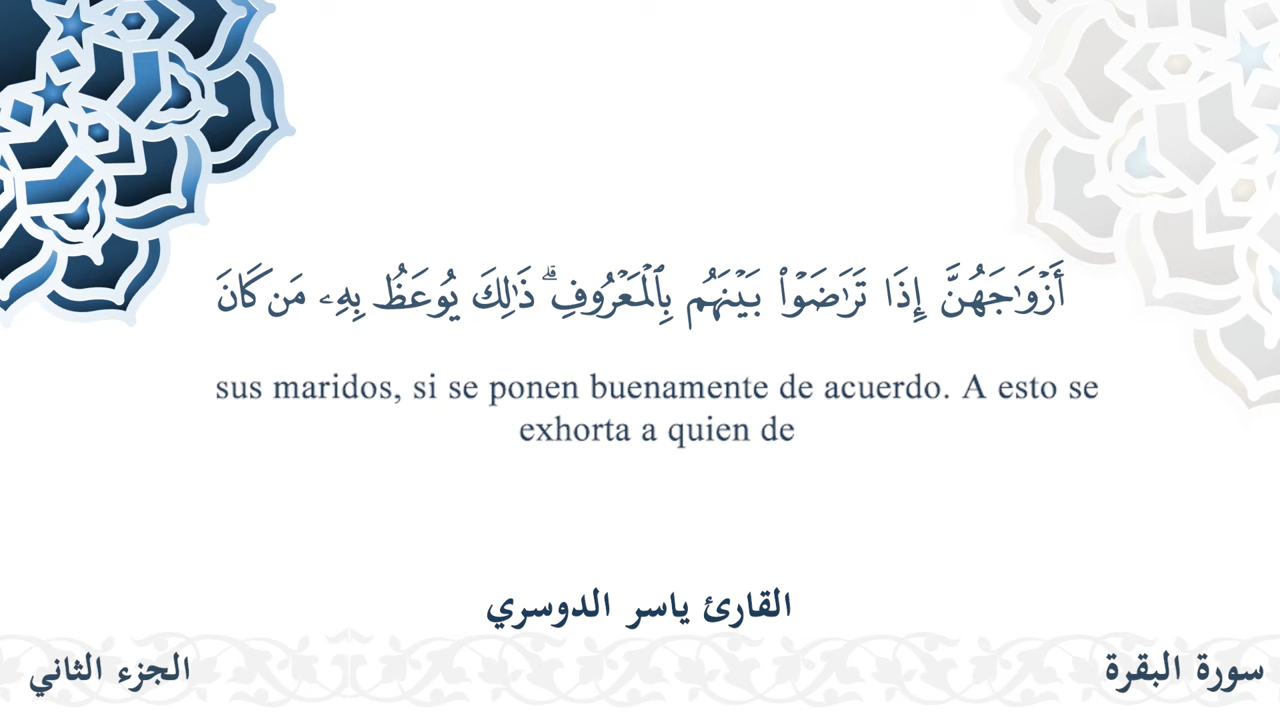 أَزۡوَٰجَهُنَّ إِذَا تَرَٰضَوۡاْ بَيۡنَهُم بِٱلۡمَعۡرُوفِۗ ذَٰلِكَ يُوعَظُ بِهِۦ مَن كَانَ
sus maridos, si se ponen buenamente de acuerdo. A esto se
exhorta a quien de
القارئ ياسر الدوسري
سورة البقرة
الجزء الثاني